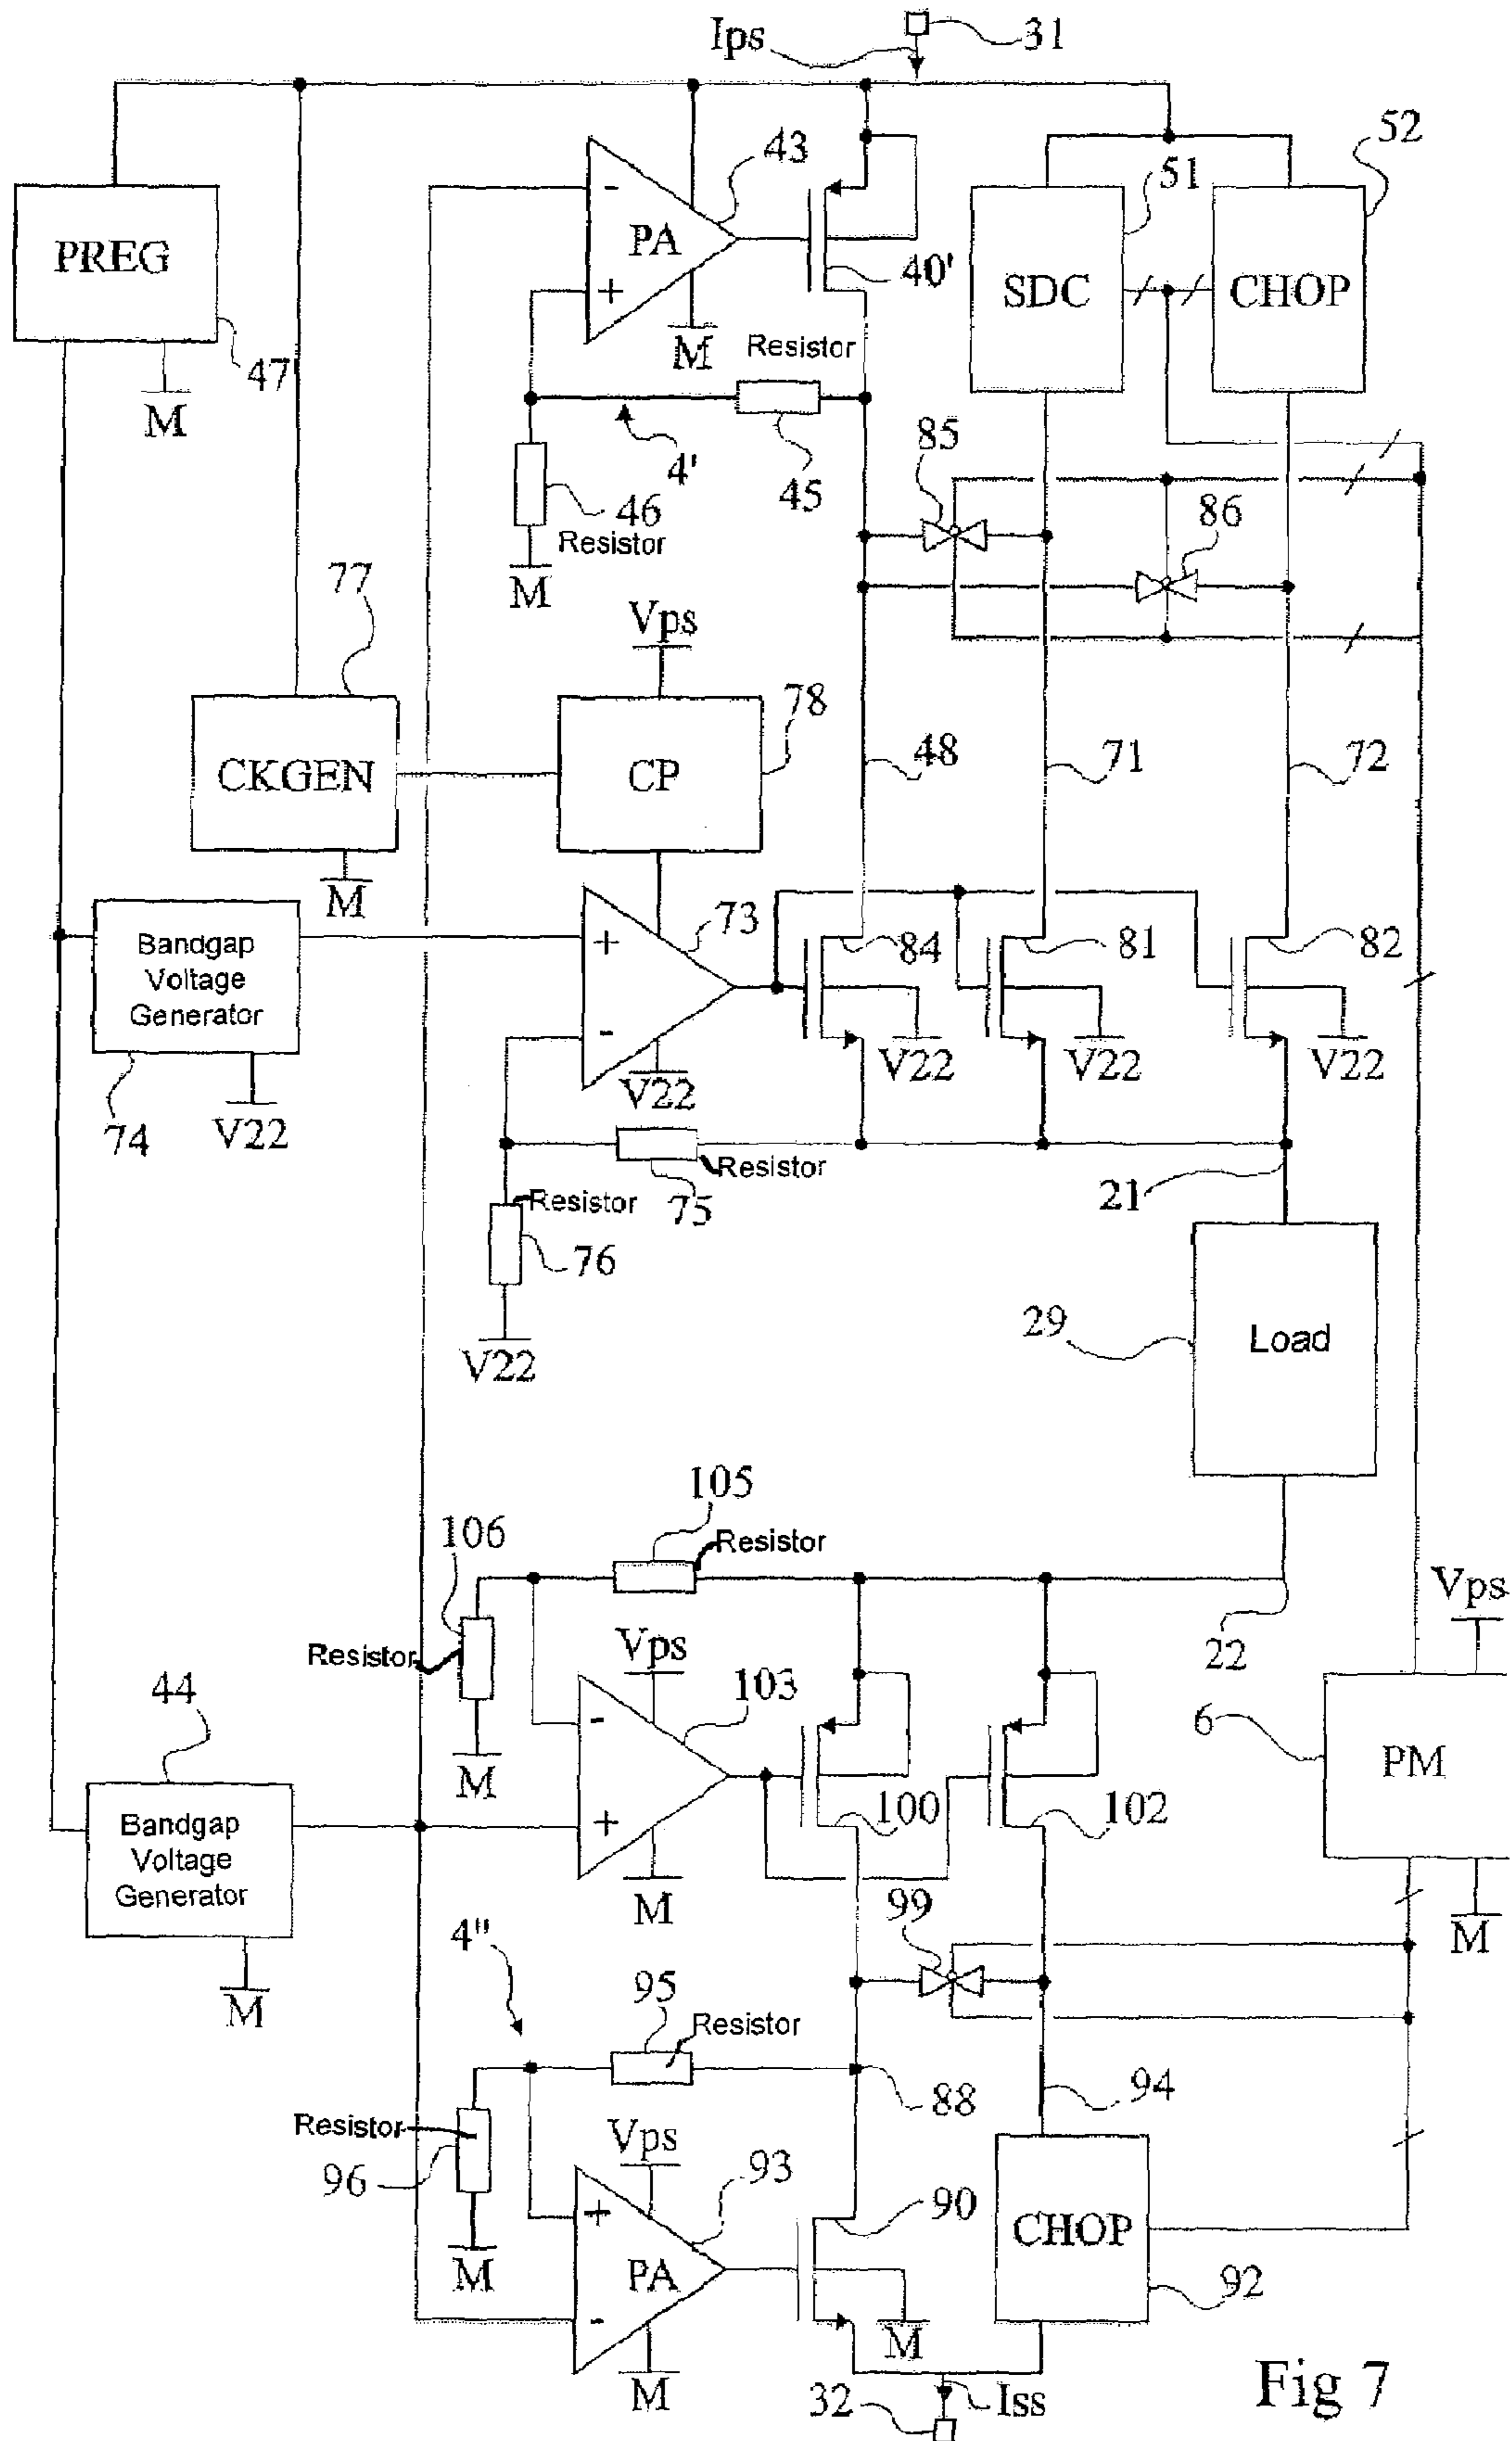 Ips
31
43
52
51
PREG
-
PA
+
40'
SDC
CHOP
47
M
M
Resistor
4'
45
85
46
Resistor
M
86
77
Vps
78
CKGEN
CP
48
71
72
M
73
Bandgap
Voltage
Generator
+
-
84
81
82
V22
V22
V22
V22
74
V22
75
Resistor
Resistor
76
21
V22
29
Load
105
106
Resistor
Resistor
Vps
22
Vps
44
103
M
-
+
6
PM
Bandgap
Voltage
Generator
100
102
M
99
M
4"
M
95
Resistor
Resistor
88
94
96
Vps
93
M
+
PA
-
90
CHOP
92
M
M
32
Iss
Fig 7